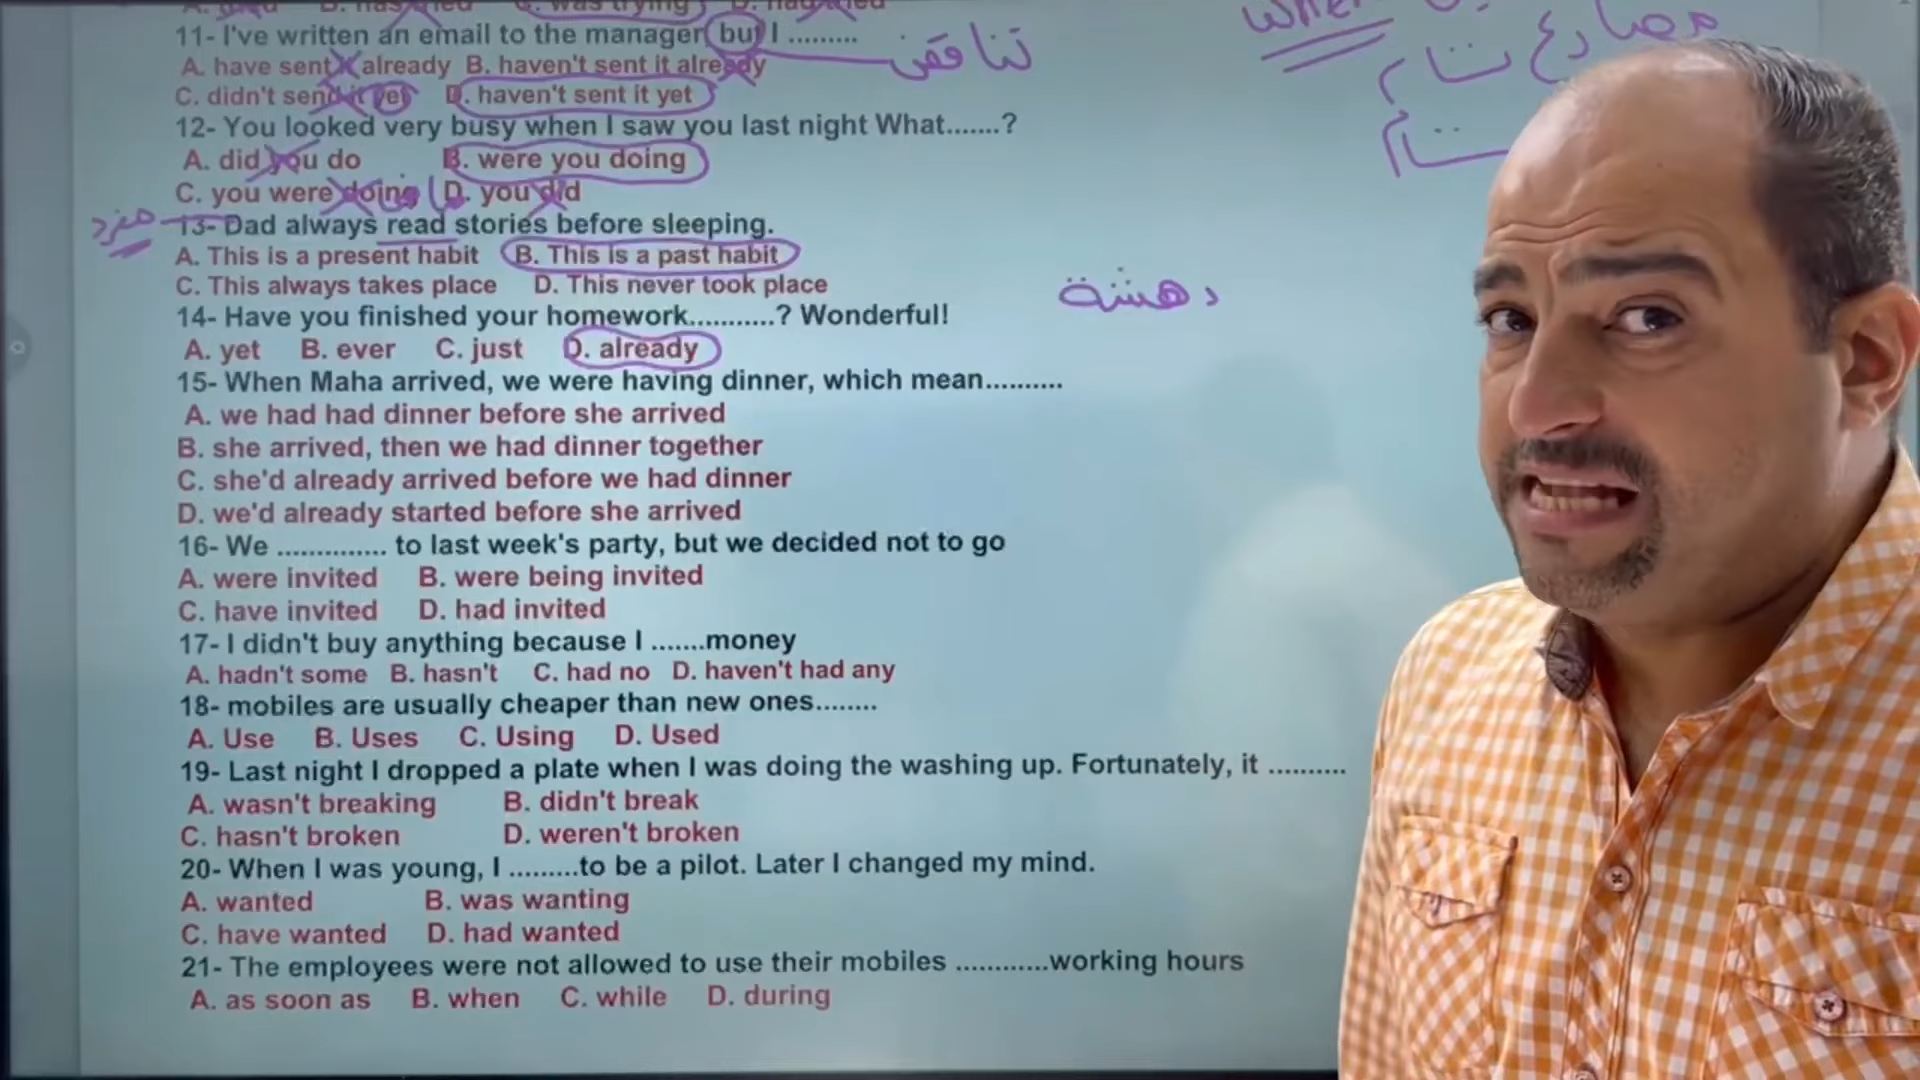 11- I've written an email to the manager but I .........
تناقض
A. have sent already B. haven't sent it already
C. didn't send it yet D. haven't sent it yet
12- You looked very busy when I saw you last night What.......?
A. did you do B. were you doing
C. you were doing D. you did
13- Dad always read stories before sleeping.
A. This is a present habit B. This is a past habit
C. This always takes place D. This never took place
دهشة
14- Have you finished your homework...........? Wonderful!
A. yet B. ever C. just D. already
15- When Maha arrived, we were having dinner, which mean..........
A. we had had dinner before she arrived
B. she arrived, then we had dinner together
C. she'd already arrived before we had dinner
D. we'd already started before she arrived
16- We .............. to last week's party, but we decided not to go
A. were invited B. were being invited
C. have invited D. had invited
17- I didn't buy anything because I .......money
A. hadn't some B. hasn't C. had no D. haven't had any
18- mobiles are usually cheaper than new ones........
A. Use B. Uses C. Using D. Used
19- Last night I dropped a plate when I was doing the washing up. Fortunately, it ..........
A. wasn't breaking B. didn't break
C. hasn't broken D. weren't broken
20- When I was young, I .........to be a pilot. Later I changed my mind.
A. wanted B. was wanting
C. have wanted D. had wanted
21- The employees were not allowed to use their mobiles ............working hours
A. as soon as B. when C. while D. during